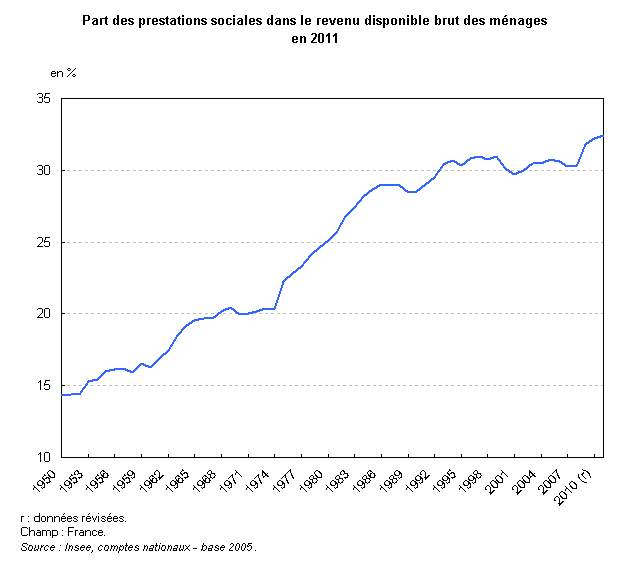 Part des prestations sociales dans le revenu disponible brut des ménages
en 2011
en %
35
30
25
20
15
10
1950 1953 1956 1959 1962 1965 1968 1971 1974 1977 1980 1983 1986 1989 1992 1995 1998 2001 2004 2007 2010 (r)
r : données révisées.
Champ : France.
Source : Insee, comptes nationaux - base 2005.